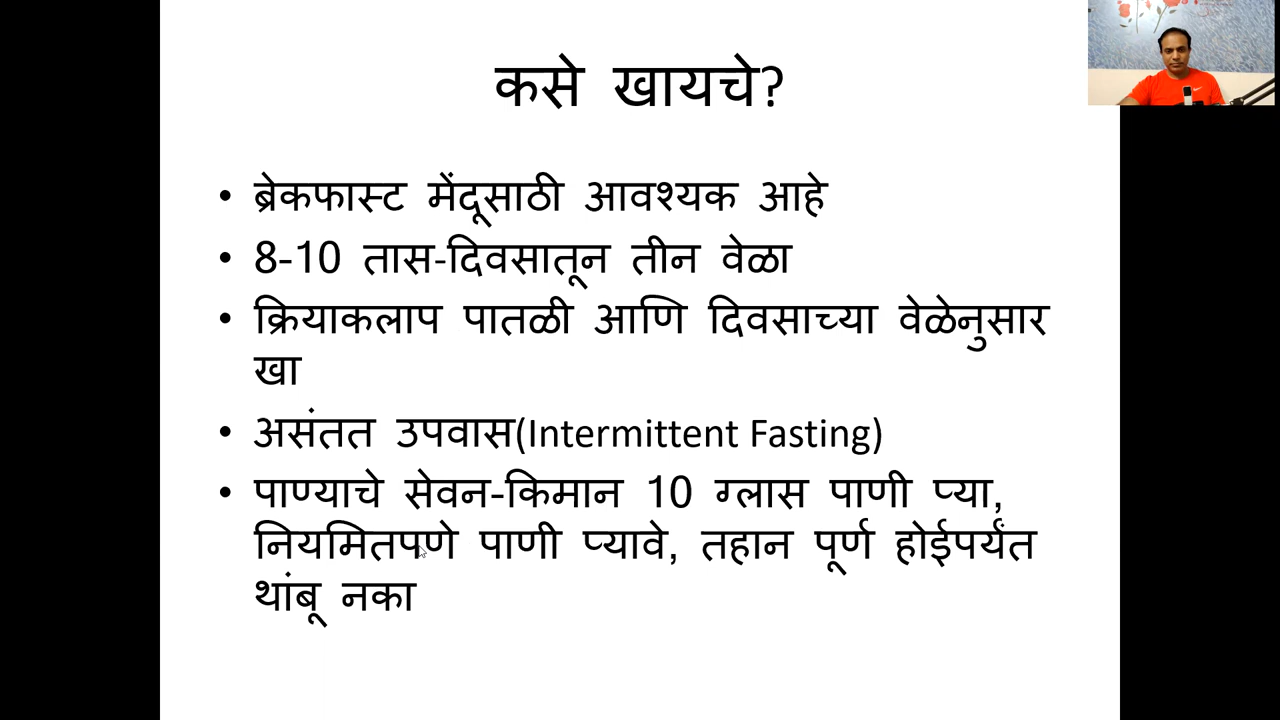 कसे खायचे?
• ब्रेकफास्ट मेंदूसाठी आवश्यक आहे
• 8-10 तास-दिवसातून तीन वेळा
• क्रियाकलाप पातळी आणि दिवसाच्या वेळेनुसार
खा
• असंतत उपवास(Intermittent Fasting)
• पाण्याचे सेवन-किमान 10 ग्लास पाणी प्या,
नियमितपणे पाणी प्यावे, तहान पूर्ण होईपर्यंत
थांबू नका